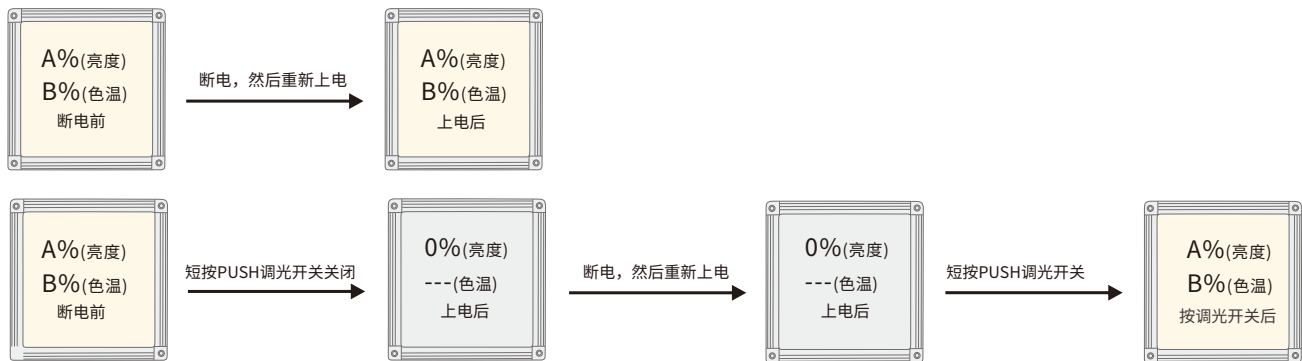 A%(亮度)
B%(色温)
断电前
断电，然后重新上电
A%(亮度)
B%(色温)
上电后
A%(亮度)
B%(色温)
断电前
短按PUSH调光开关关闭
0%(亮度)
---(色温)
上电后
断电，然后重新上电
0%(亮度)
---(色温)
上电后
短按PUSH调光开关
A%(亮度)
B%(色温)
按调光开关后